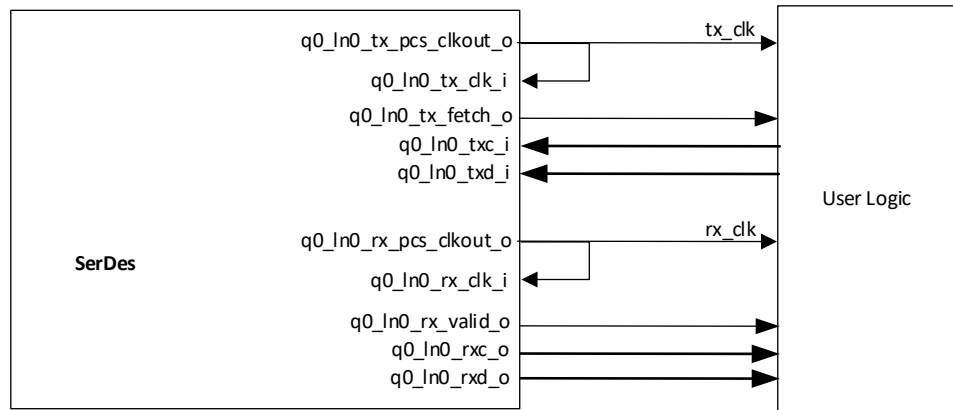 q0_ln0_tx_pcs_clkout_o
tx_clk
q0_ln0_tx_clk_i
q0_ln0_tx_fetch_o
q0_ln0_txc_i
q0_ln0_txd_i
User Logic
q0_ln0_rx_pcs_clkout_o
rx_clk
SerDes
q0_ln0_rx_clk_i
q0_ln0_rx_valid_o
q0_ln0_rxc_o
q0_ln0_rxd_o